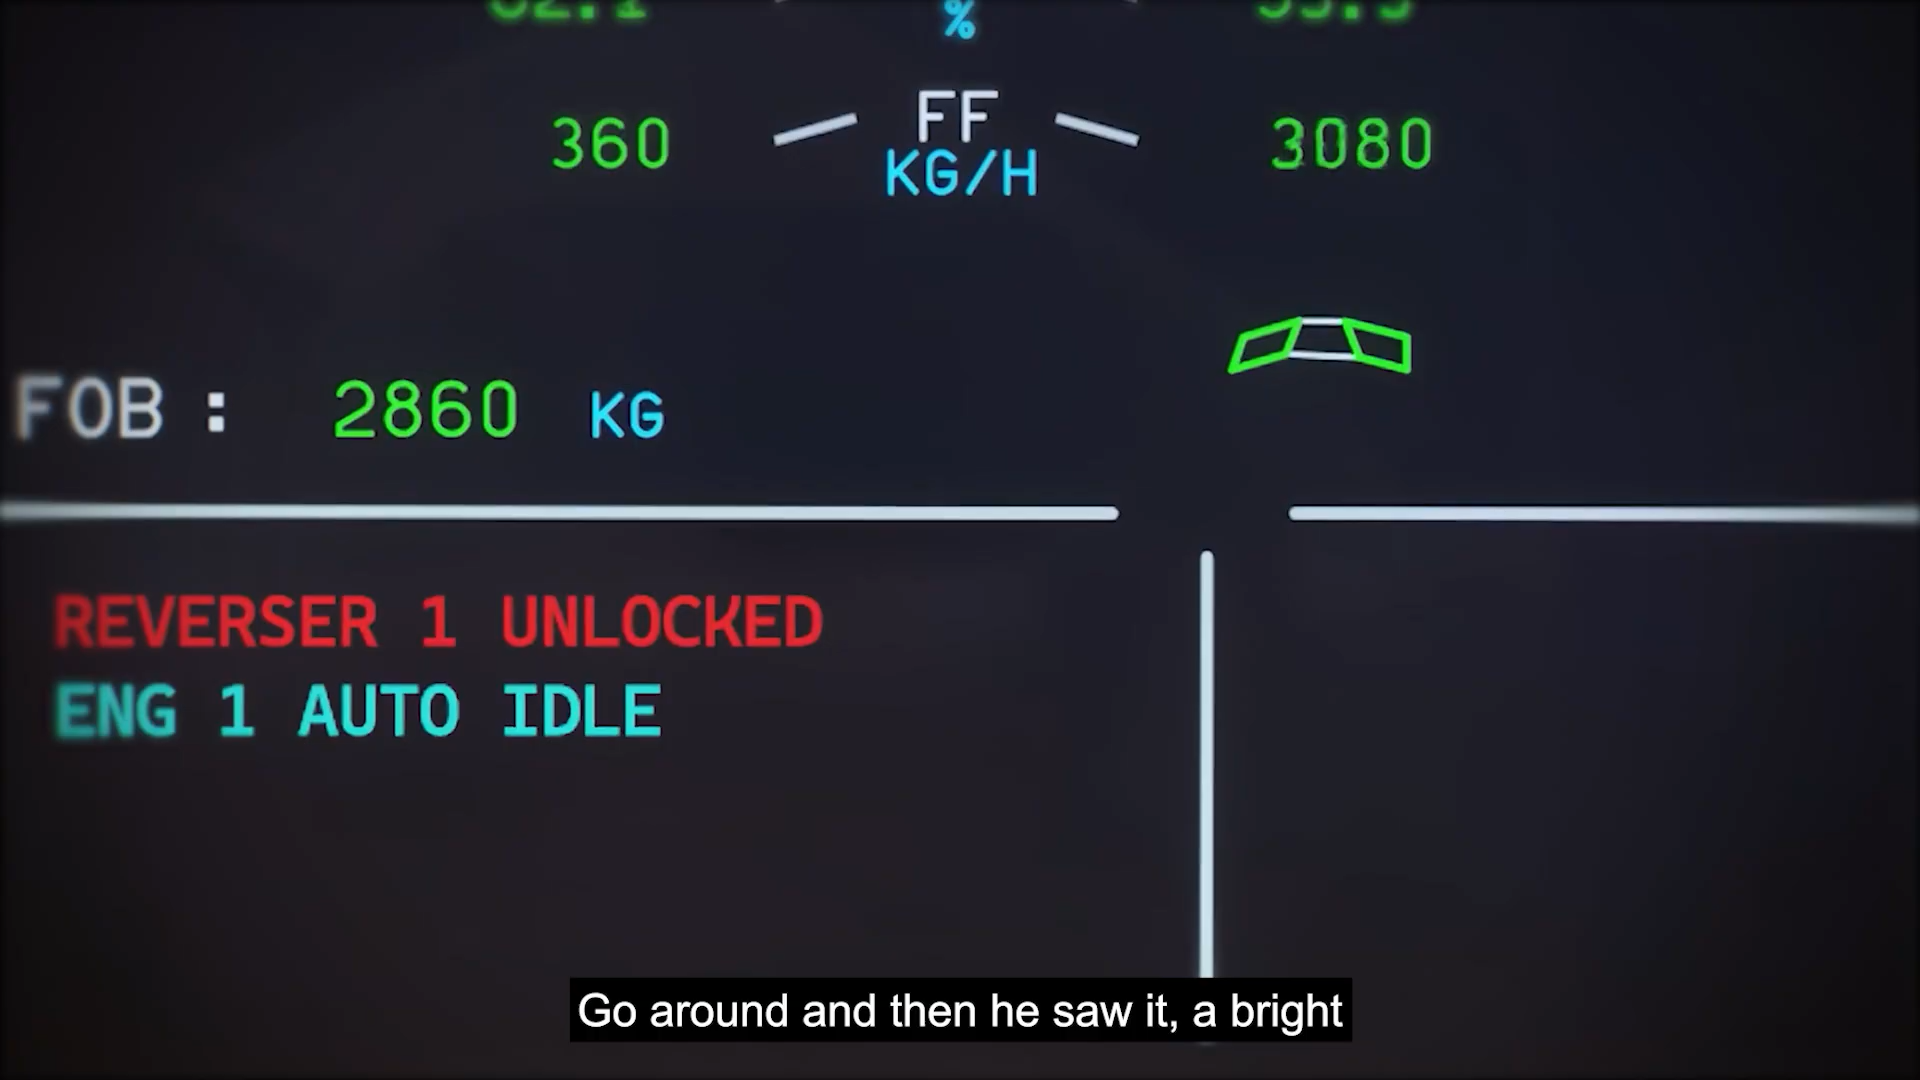 %
FF
360 3080
KG/H
FOB : 2860 KG
REVERSER 1 UNLOCKED
ENG 1 AUTO IDLE
Go around and then he saw it, a bright